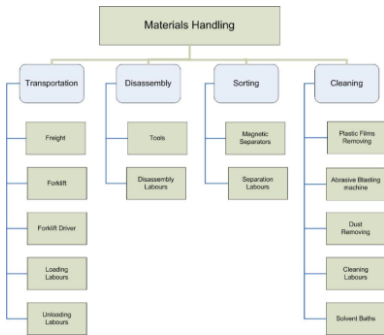 Materials Handling
Transportation
Disassembly
Sorting
Cleaning
Freight
Forklift
Forklift Driver
Loading
Labours
Unloading
Labours
Tools
Disassembly
Labours
Magnetic
Separators
Separation
Labours
Plastic Films
Removing
Abrasive Blasting
machine
Dust
Removing
Cleaning
Labours
Solvent Baths